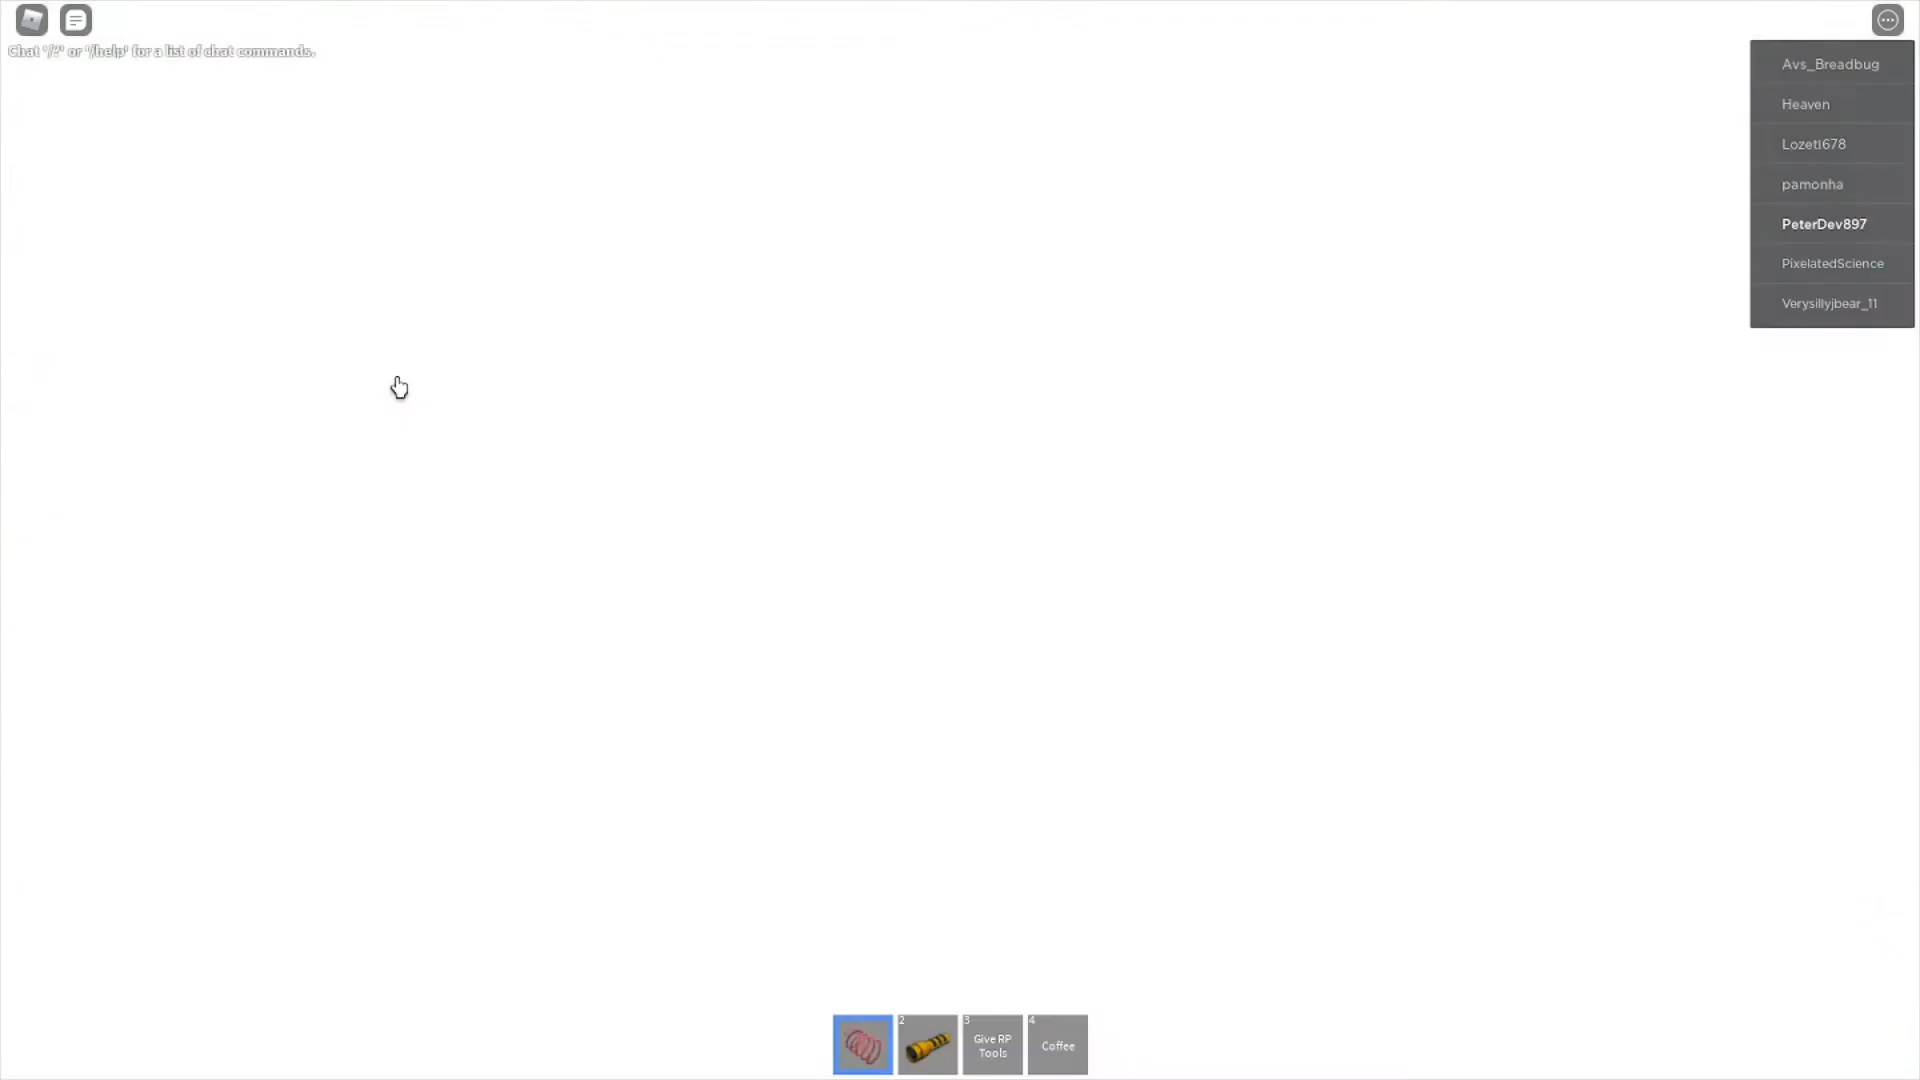 Chat '/?' or '/help' for a list of chat commands.
Avs_Breadbug
Heaven
Lozeti678
pamonha
PeterDev897
PixelatedScience
Verysillyjbear_11
2
3
Give RP
Tools
4
Coffee